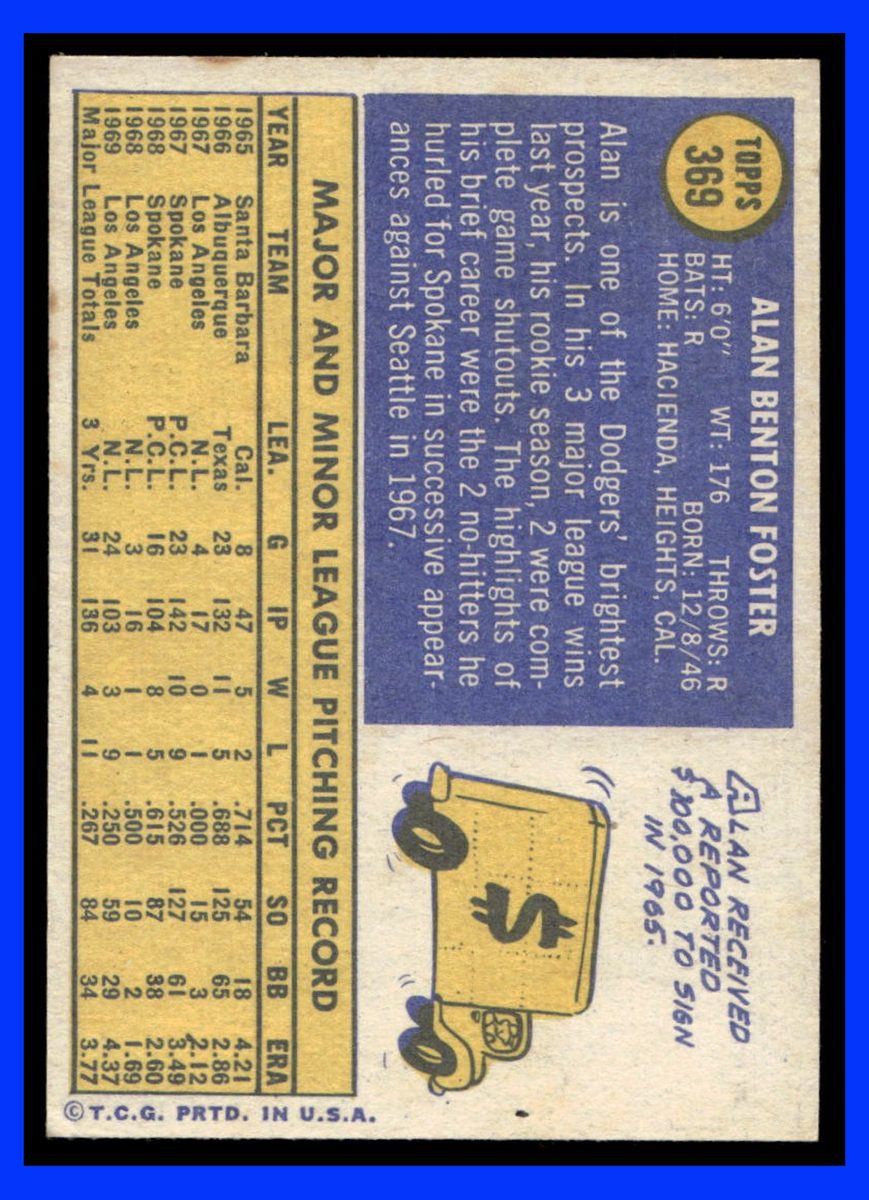 TOPPS
369
ALAN BENTON FOSTER
HT: 6'0" WT: 176 THROWS: R
BATS: R BORN: 12/8/46
HOME: HACIENDA, HEIGHTS, CAL.
Alan is one of the Dodgers' brightest
prospects. In his 3 major league wins
last year, his rookie season, 2 were com-
plete game shutouts. The highlights of
his brief career were the 2 no-hitters he
hurled for Spokane in successive appear-
ances against Seattle in 1967.
ALAN RECEIVED
A REPORTED
$100,000 TO SIGN
IN 1965.
$
MAJOR AND MINOR LEAGUE PITCHING RECORD
YEAR TEAM LEA. G IP W L PCT SO BB ERA
1965 Santa Barbara Cal. 8 47 5 2 .714 54 18 4.21
1966 Albuquerque Texas 23 132 11 5 .688 125 65 2.86
1967 Los Angeles N.L. 4 17 0 1 .000 15 3 2.12
1967 Spokane P.C.L. 23 142 10 9 .526 127 61 3.49
1968 Spokane P.C.L. 16 104 8 5 .615 87 38 2.60
1968 Los Angeles N.L. 3 16 1 1 .500 10 2 1.69
1969 Los Angeles N.L. 24 103 3 9 .250 59 29 4.37
Major League Totals 3 Yrs. 31 136 4 11 .267 84 34 3.77
© T.C.G. PRTD. IN U.S.A.